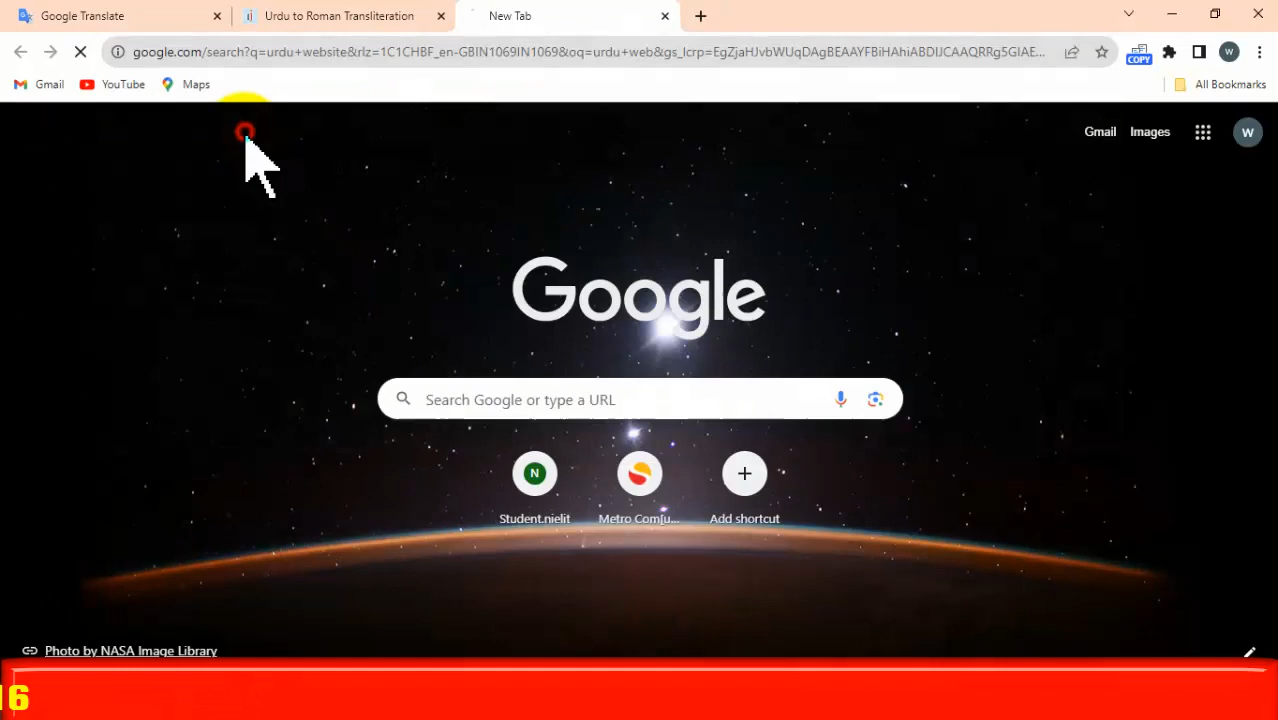 Google Translate
Urdu to Roman Transliteration
New Tab
google.com/search?q=urdu+website&rlz=1C1CHBF_en-GBIN1069IN1069&oq=urdu+web&gs_lcrp=EgZjaHJvbWUqDAgBEAAYFBiHAhiABDIJCAAQRRg5GIAE...
COPY
W
Gmail
YouTube
Maps
All Bookmarks
Gmail
Images
W
Google
Search Google or type a URL
N
Student.nielit
Metro Com[u...
Add shortcut
Photo by NASA Image Library
16